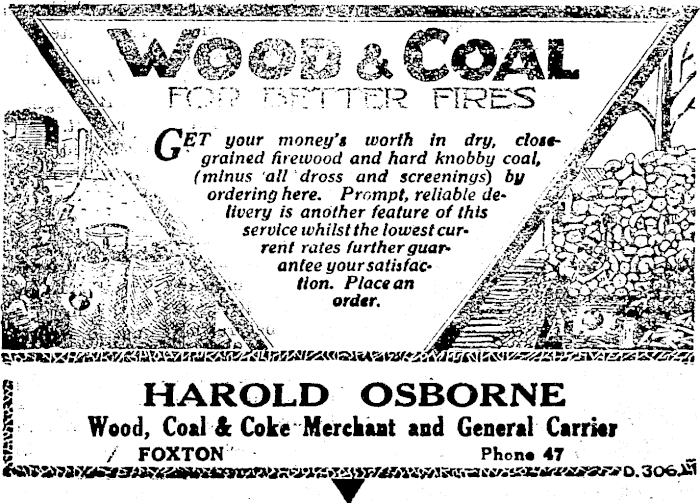 WOOD & COAL
FOR BETTER FIRES
GET your money's worth in dry, close-
grained firewood and hard knobby coal,
(minus all dross and screenings) by
ordering here. Prompt, reliable de-
livery is another feature of this
service whilst the lowest cur-
rent rates further guar-
antee your satisfac-
tion. Place an
order.
HAROLD OSBORNE
Wood, Coal & Coke Merchant and General Carrier
FOXTON Phone 47
D.306.